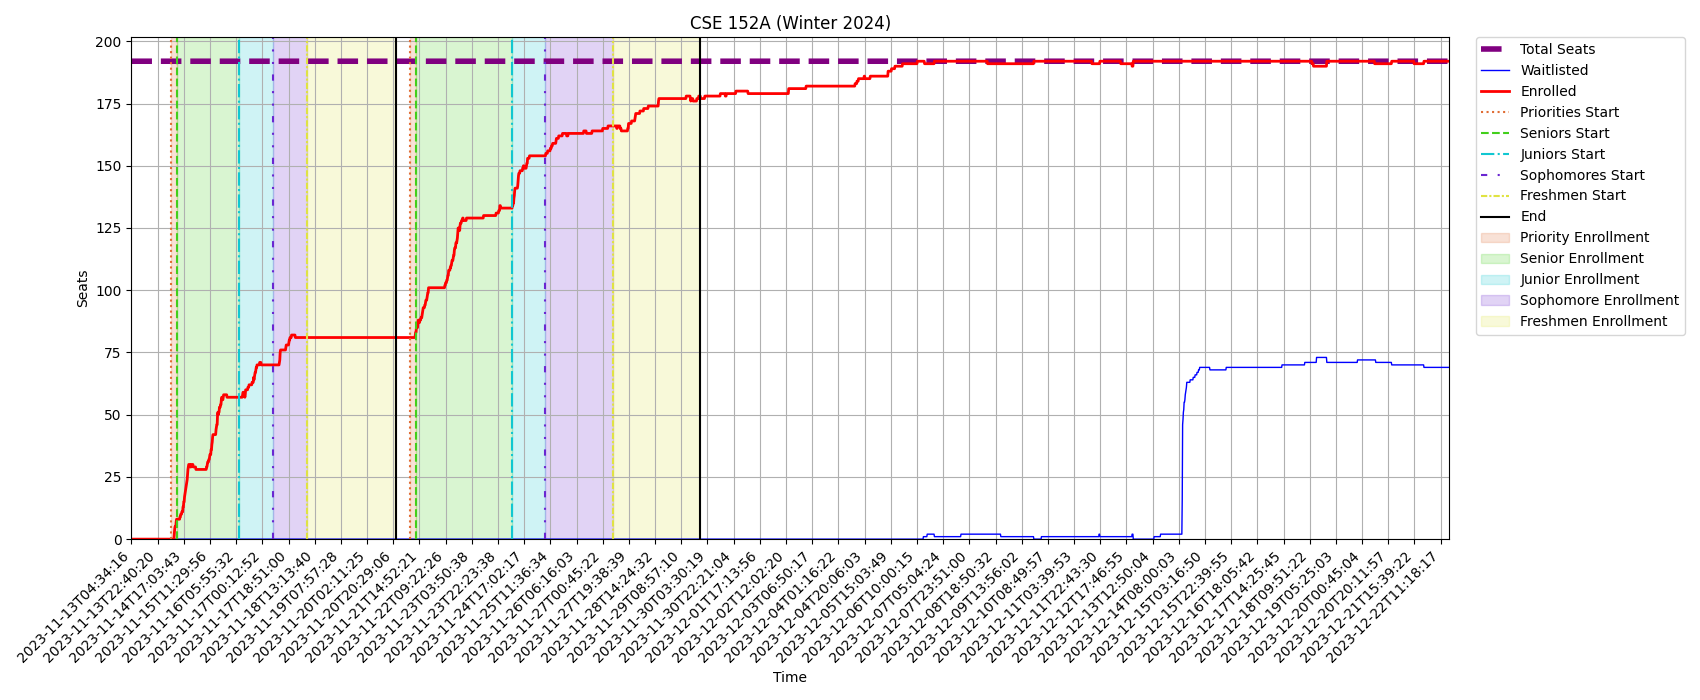 CSE 152A (Winter 2024)
Seats
200
175
150
125
100
75
50
25
0
2023-11-13T04:34:16
2023-11-13T22:40:20
2023-11-14T17:03:43
2023-11-15T11:29:56
2023-11-16T05:55:32
2023-11-17T00:12:52
2023-11-17T18:51:00
2023-11-18T13:13:40
2023-11-19T07:57:28
2023-11-20T02:11:25
2023-11-20T20:29:06
2023-11-21T14:52:21
2023-11-22T09:22:26
2023-11-23T03:50:38
2023-11-23T22:23:38
2023-11-24T17:02:17
2023-11-25T11:36:34
2023-11-26T06:16:03
2023-11-27T00:45:22
2023-11-27T19:38:39
2023-11-28T14:24:32
2023-11-29T08:57:10
2023-11-30T03:30:19
2023-11-30T22:21:04
2023-12-01T17:13:56
2023-12-02T12:02:20
2023-12-03T06:50:17
2023-12-04T01:16:22
2023-12-04T20:06:03
2023-12-05T15:03:49
2023-12-06T10:00:15
2023-12-07T05:04:24
2023-12-07T23:51:00
2023-12-08T18:50:32
2023-12-09T13:56:02
2023-12-10T08:49:57
2023-12-11T03:39:53
2023-12-11T22:43:30
2023-12-12T17:46:55
2023-12-13T12:50:04
2023-12-14T08:00:03
2023-12-15T03:16:50
2023-12-15T22:39:55
2023-12-16T18:05:42
2023-12-17T14:25:45
2023-12-18T09:51:22
2023-12-19T05:25:03
2023-12-20T00:45:04
2023-12-20T20:11:57
2023-12-21T15:39:22
2023-12-22T11:18:17
Time
Total Seats
Waitlisted
Enrolled
Priorities Start
Seniors Start
Juniors Start
Sophomores Start
Freshmen Start
End
Priority Enrollment
Senior Enrollment
Junior Enrollment
Sophomore Enrollment
Freshmen Enrollment